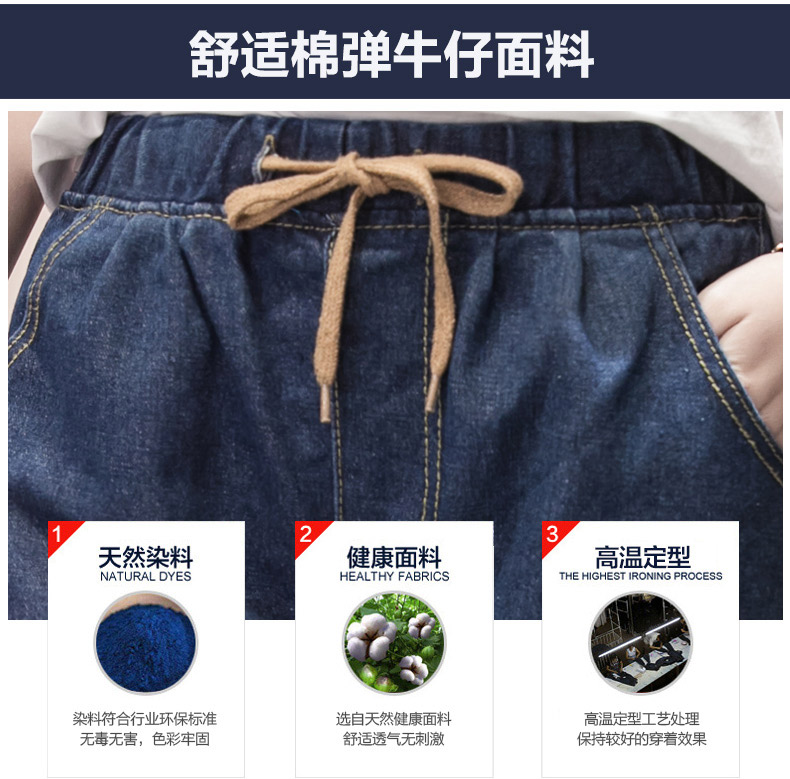 舒适棉弹牛仔面料
1
天然染料
NATURAL DYES
染料符合行业环保标准
无毒无害，色彩牢固
2
健康面料
HEALTHY FABRICS
选自天然健康面料
舒适透气无刺激
3
高温定型
THE HIGHEST IRONING PROCESS
高温定型工艺处理
保持较好的穿着效果